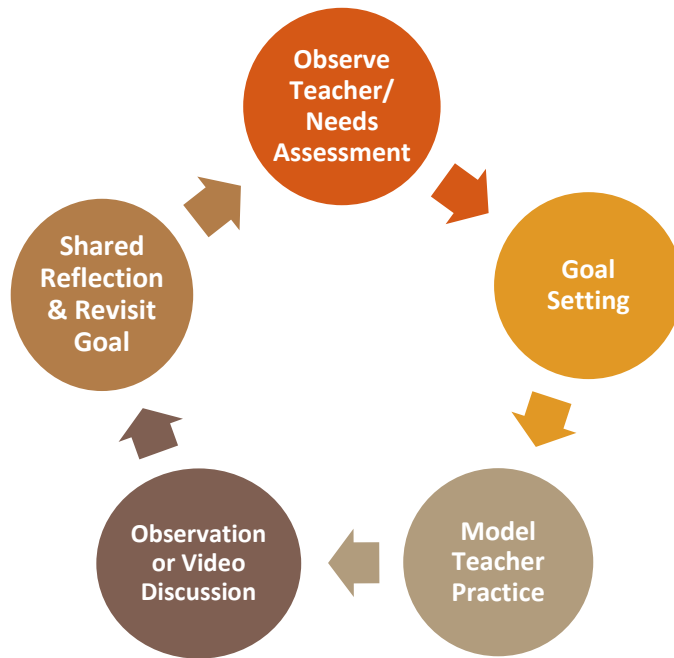 Observe
Teacher/
Needs
Assessment
Goal
Setting
Model
Teacher
Practice
Observation
or Video
Discussion
Shared
Reflection
& Revisit
Goal